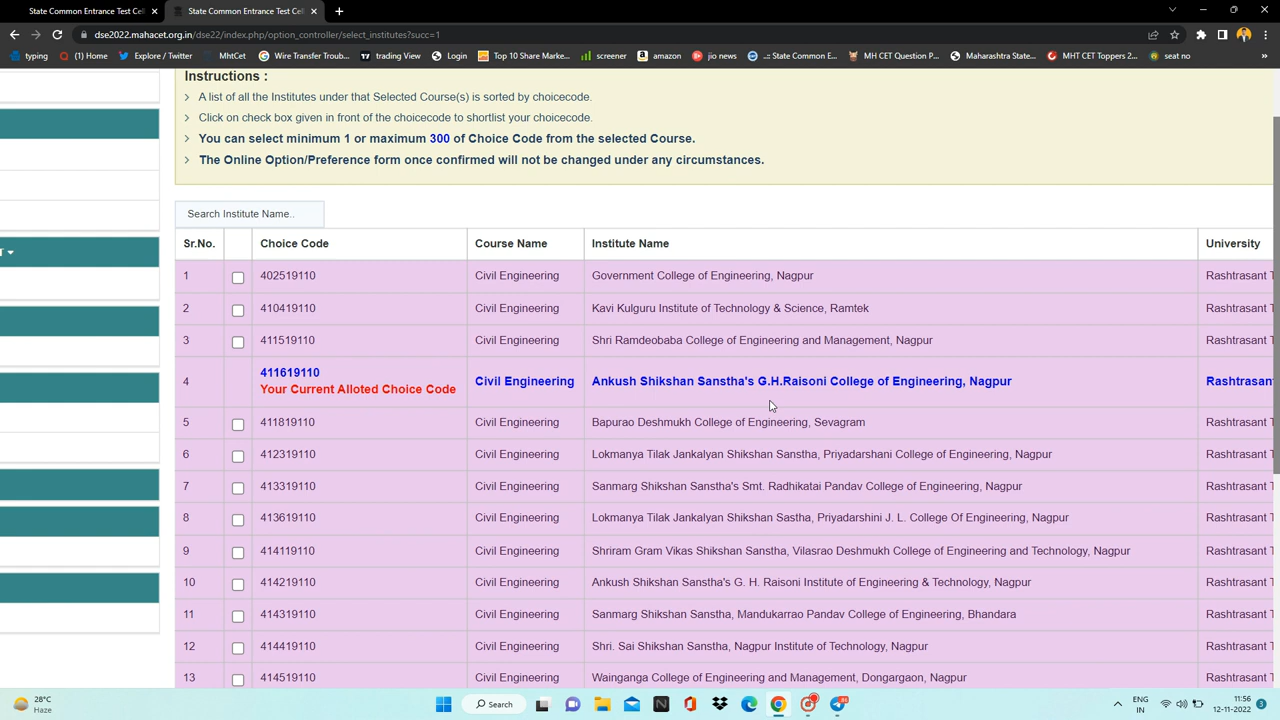 State Common Entrance Test Cell
State Common Entrance Test Cell
dse2022.mahacet.org.in/dse22/index.php/option_controller/select_institutes?succ=1
typing
(1) Home
Explore / Twitter
MhtCet
Wire Transfer Troub...
trading View
Login
Top 10 Share Marke...
screener
amazon
jio news
..: State Common E...
MH CET Question P...
Maharashtra State...
MHT CET Toppers 2...
seat no
Instructions :
A list of all the Institutes under that Selected Course(s) is sorted by choicecode.
Click on check box given in front of the choicecode to shortlist your choicecode.
You can select minimum 1 or maximum 300 of Choice Code from the selected Course.
The Online Option/Preference form once confirmed will not be changed under any circumstances.
T
Search Institute Name..
Sr.No. Choice Code Course Name Institute Name University
1 402519110 Civil Engineering Government College of Engineering, Nagpur Rashtrasant T
2 410419110 Civil Engineering Kavi Kulguru Institute of Technology & Science, Ramtek Rashtrasant T
3 411519110 Civil Engineering Shri Ramdeobaba College of Engineering and Management, Nagpur Rashtrasant T
4 411619110 Civil Engineering Ankush Shikshan Sanstha's G.H.Raisoni College of Engineering, Nagpur Rashtrasant
Your Current Alloted Choice Code
5 411819110 Civil Engineering Bapurao Deshmukh College of Engineering, Sevagram Rashtrasant T
6 412319110 Civil Engineering Lokmanya Tilak Jankalyan Shikshan Sanstha, Priyadarshani College of Engineering, Nagpur Rashtrasant T
7 413319110 Civil Engineering Sanmarg Shikshan Sanstha's Smt. Radhikatai Pandav College of Engineering, Nagpur Rashtrasant T
8 413619110 Civil Engineering Lokmanya Tilak Jankalyan Shikshan Sastha, Priyadarshini J. L. College Of Engineering, Nagpur Rashtrasant T
9 414119110 Civil Engineering Shriram Gram Vikas Shikshan Sanstha, Vilasrao Deshmukh College of Engineering and Technology, Nagpur Rashtrasant T
10 414219110 Civil Engineering Ankush Shikshan Sanstha's G. H. Raisoni Institute of Engineering & Technology, Nagpur Rashtrasant T
11 414319110 Civil Engineering Sanmarg Shikshan Sanstha, Mandukarrao Pandav College of Engineering, Bhandara Rashtrasant T
12 414419110 Civil Engineering Shri. Sai Shikshan Sanstha, Nagpur Institute of Technology, Nagpur Rashtrasant T
13 414519110 Civil Engineering Wainganga College of Engineering and Management, Dongargaon, Nagpur Rashtrasant T
28°C
Haze
Search
ENG
IN
11:56
12-11-2022